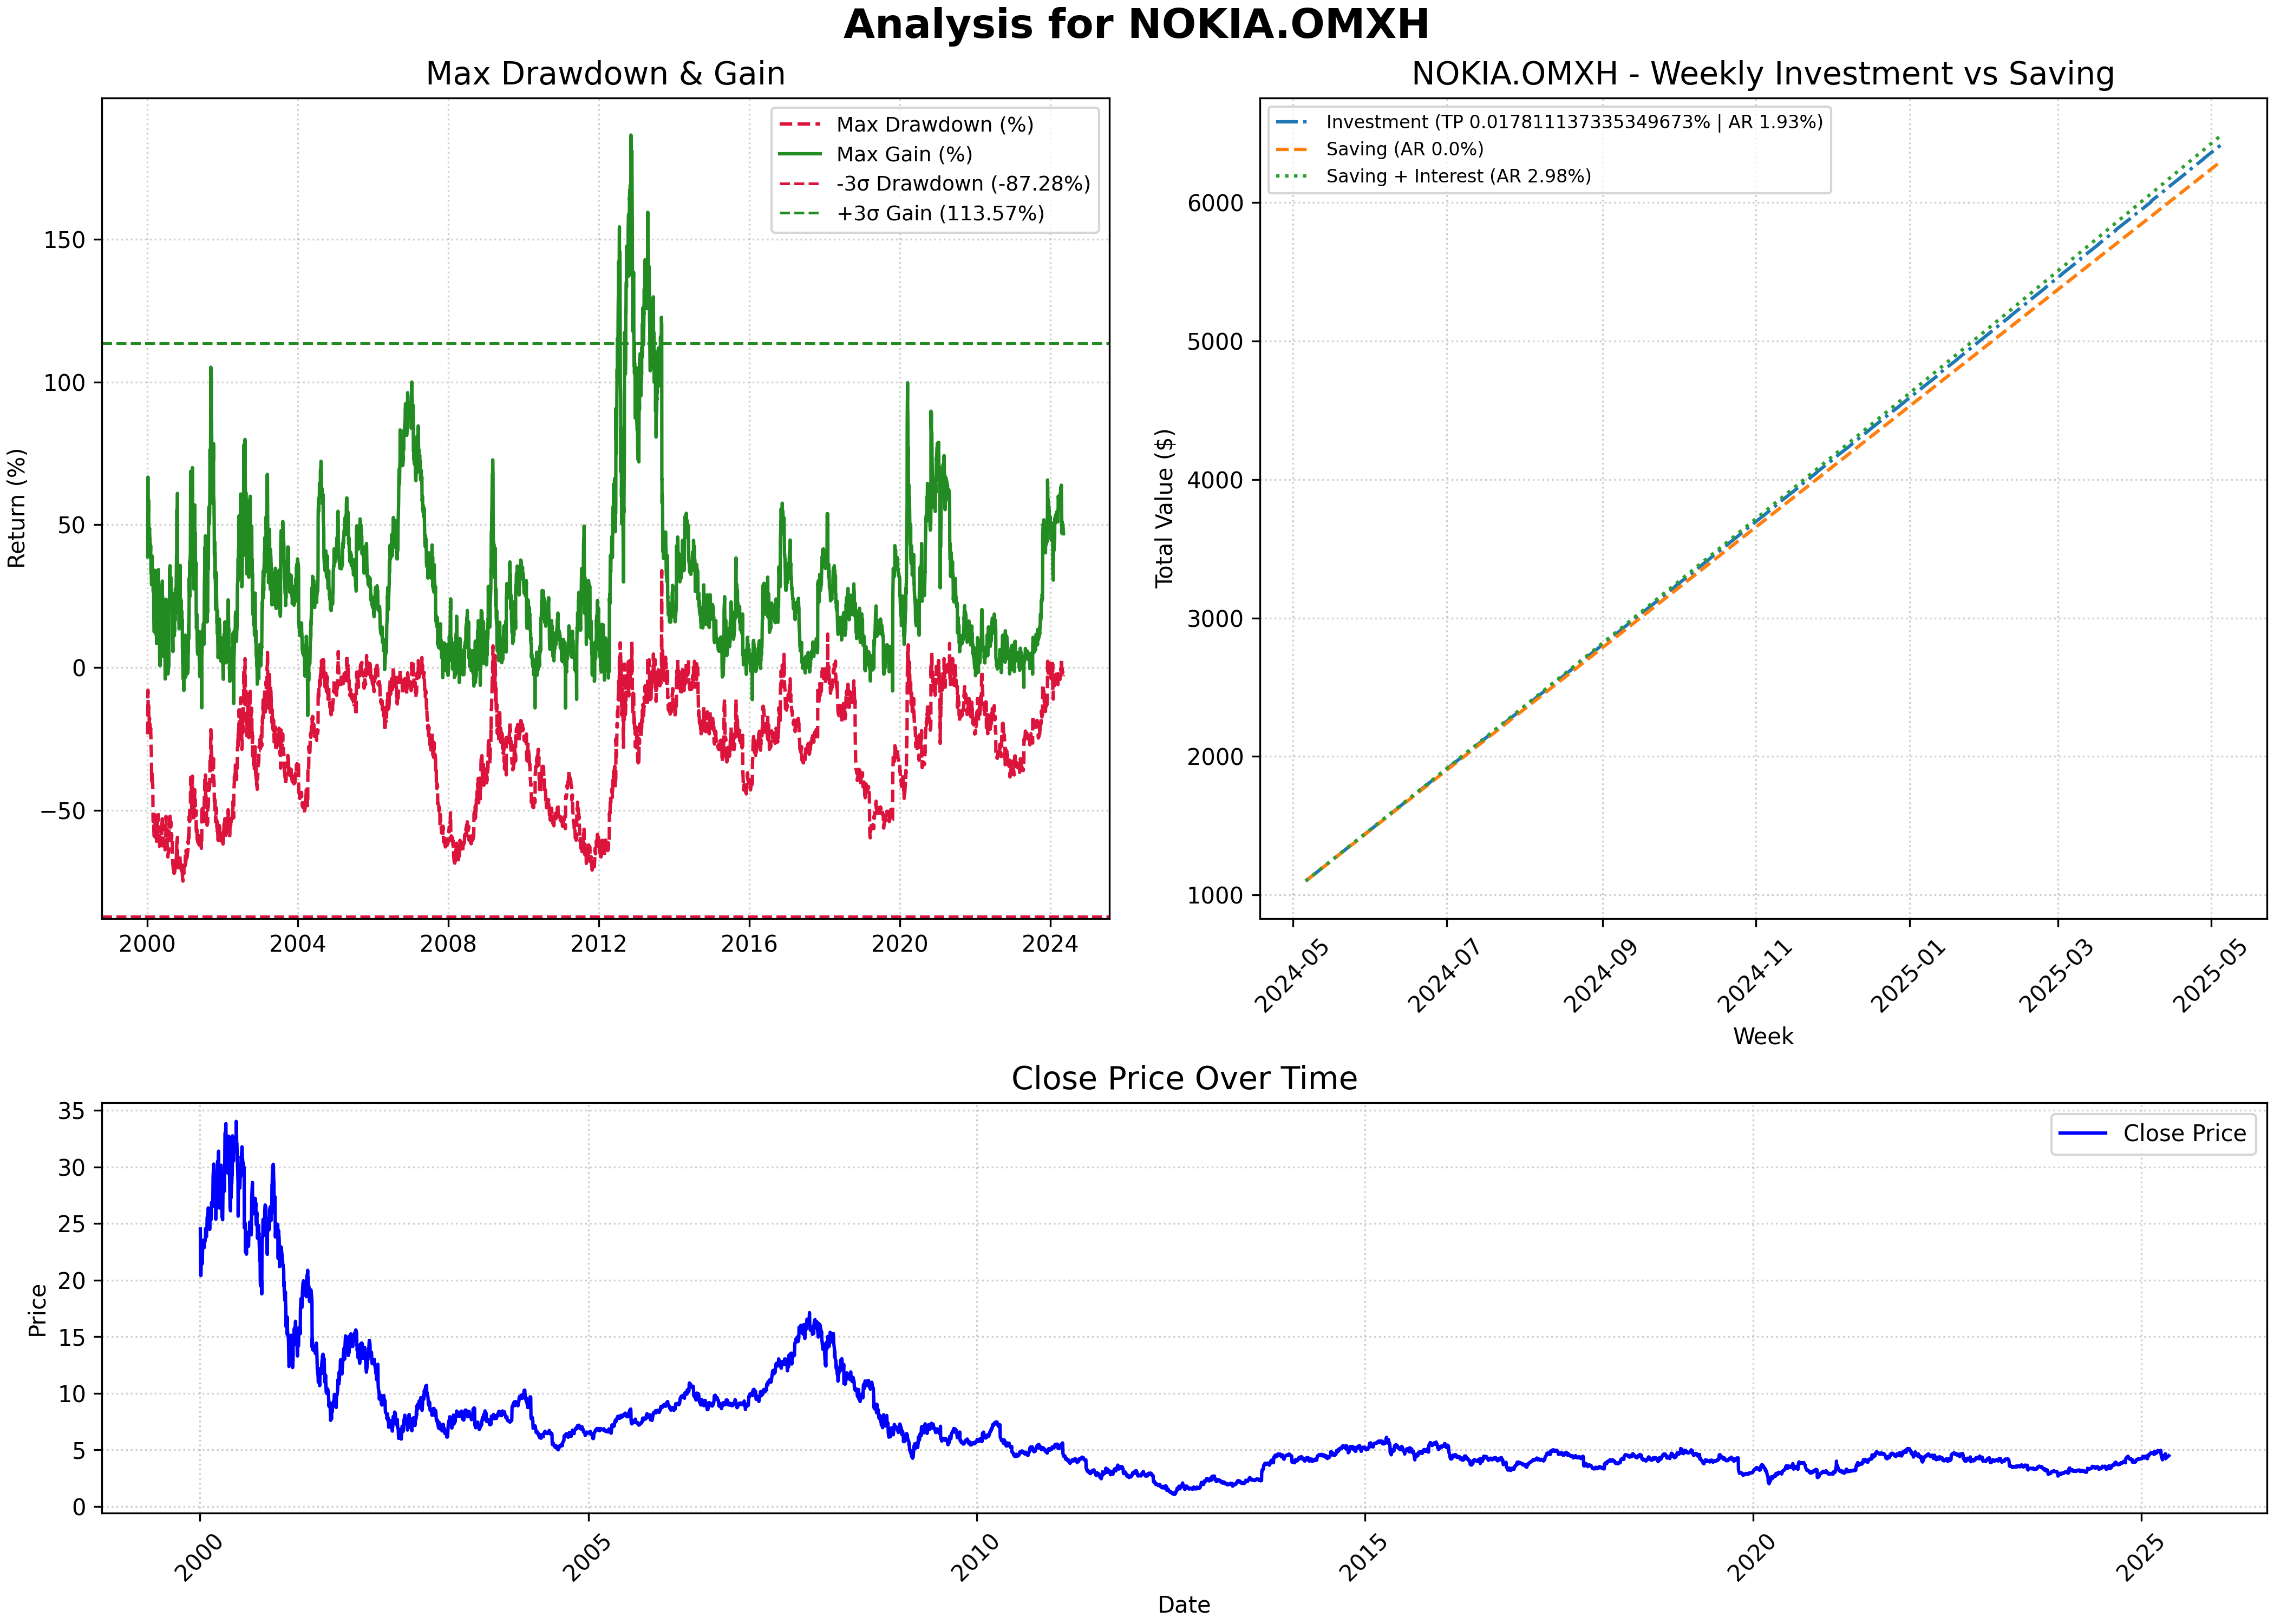 Analysis for NOKIA.OMXH
Max Drawdown & Gain
Max Drawdown (%)
Max Gain (%)
-3σ Drawdown (-87.28%)
+3σ Gain (113.57%)
Return (%)
150
100
50
0
−50
2000 2004 2008 2012 2016 2020 2024
NOKIA.OMXH - Weekly Investment vs Saving
Investment (TP 0.017811137335349673% | AR 1.93%)
Saving (AR 0.0%)
Saving + Interest (AR 2.98%)
Total Value ($)
6000
5000
4000
3000
2000
1000
2024-05 2024-07 2024-09 2024-11 2025-01 2025-03 2025-05
Week
Close Price Over Time
Close Price
Price
35
30
25
20
15
10
5
0
2000 2005 2010 2015 2020 2025
Date